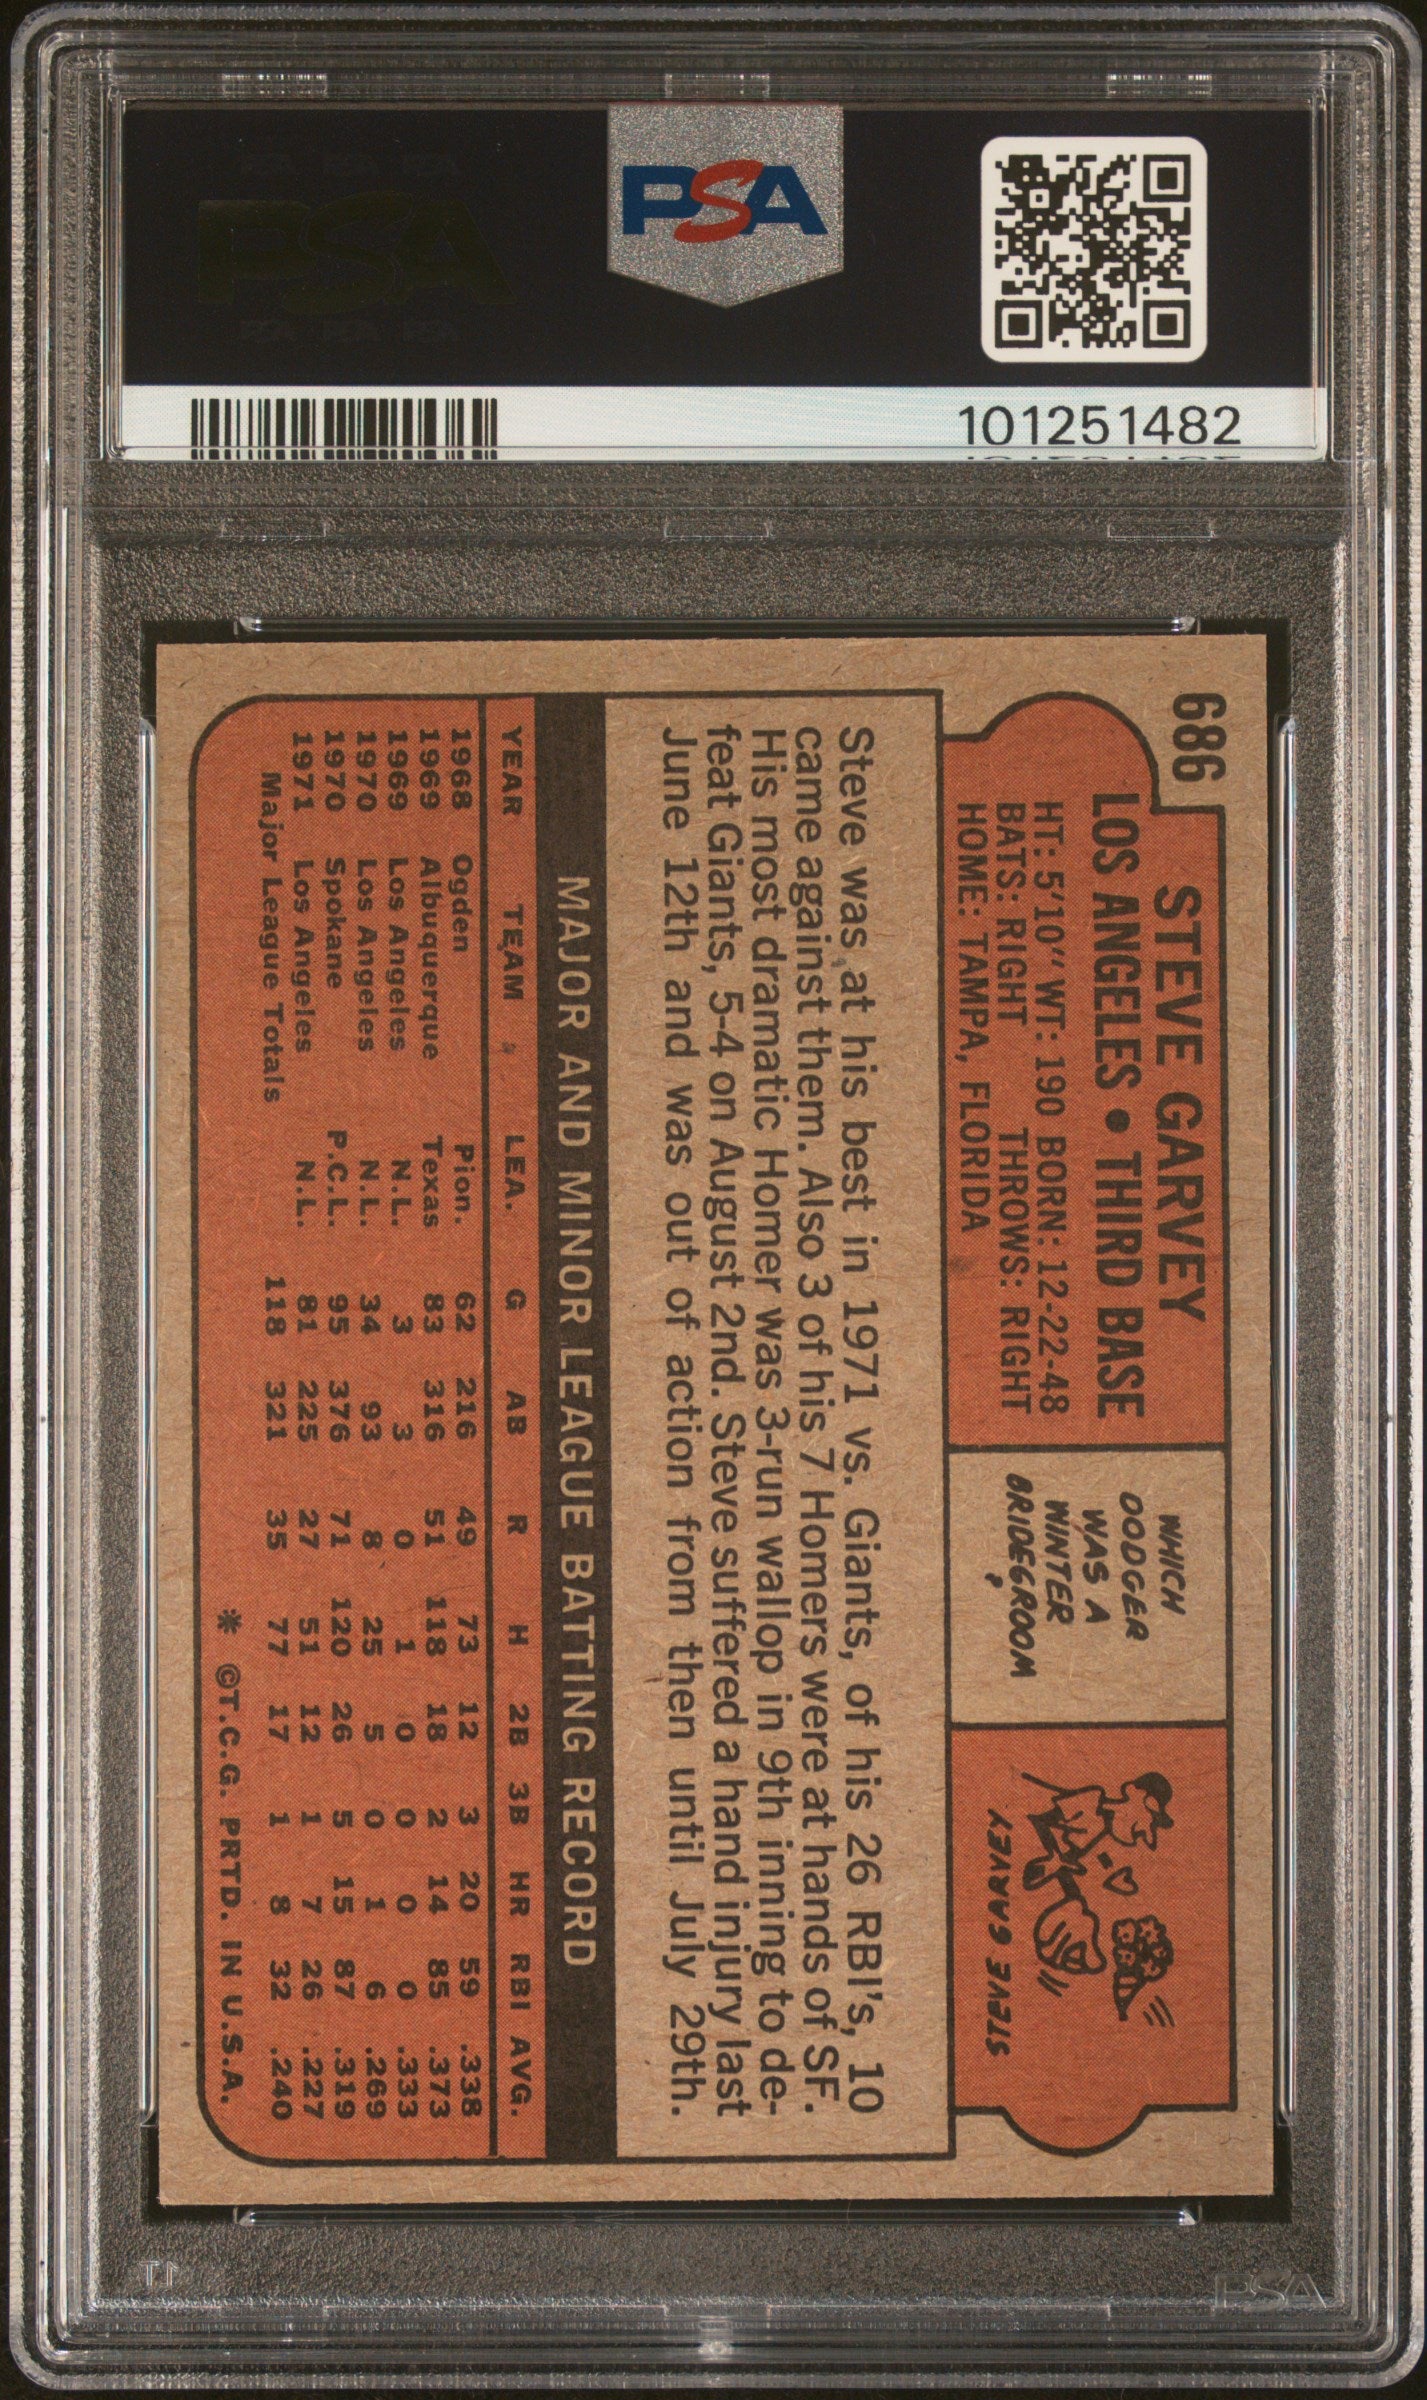 PSA
101251482
686
STEVE GARVEY
LOS ANGELES • THIRD BASE
HT: 5'10" WT: 190 BORN: 12-22-48
BATS: RIGHT THROWS: RIGHT
HOME: TAMPA, FLORIDA
WHICH
DODGER
WAS A
WINTER
BRIDEGROOM
?
STEVE GARVEY
Steve was at his best in 1971 vs. Giants, of his 26 RBI's, 10
came against them. Also 3 of his 7 Homers were at hands of SF.
His most dramatic Homer was 3-run wallop in 9th inning to de-
feat Giants, 5-4 on August 2nd. Steve suffered a hand injury last
June 12th and was out of action from then until July 29th.
MAJOR AND MINOR LEAGUE BATTING RECORD
YEAR TEAM LEA. G AB R H 2B 3B HR RBI AVG.
1968 Ogden Pion. 62 216 49 73 12 3 20 59 .338
1969 Albuquerque Texas 83 316 51 118 18 2 14 85 .373
1969 Los Angeles N.L. 3 3 0 1 0 0 0 0 .333
1970 Los Angeles N.L. 34 93 8 25 5 0 1 6 .269
1970 Spokane P.C.L. 95 376 71 120 26 5 15 87 .319
1971 Los Angeles N.L. 81 225 27 51 12 1 7 26 .227
Major League Totals 118 321 35 77 17 1 8 32 .240
* ©T.C.G. PRTD. IN U.S.A.
PSA